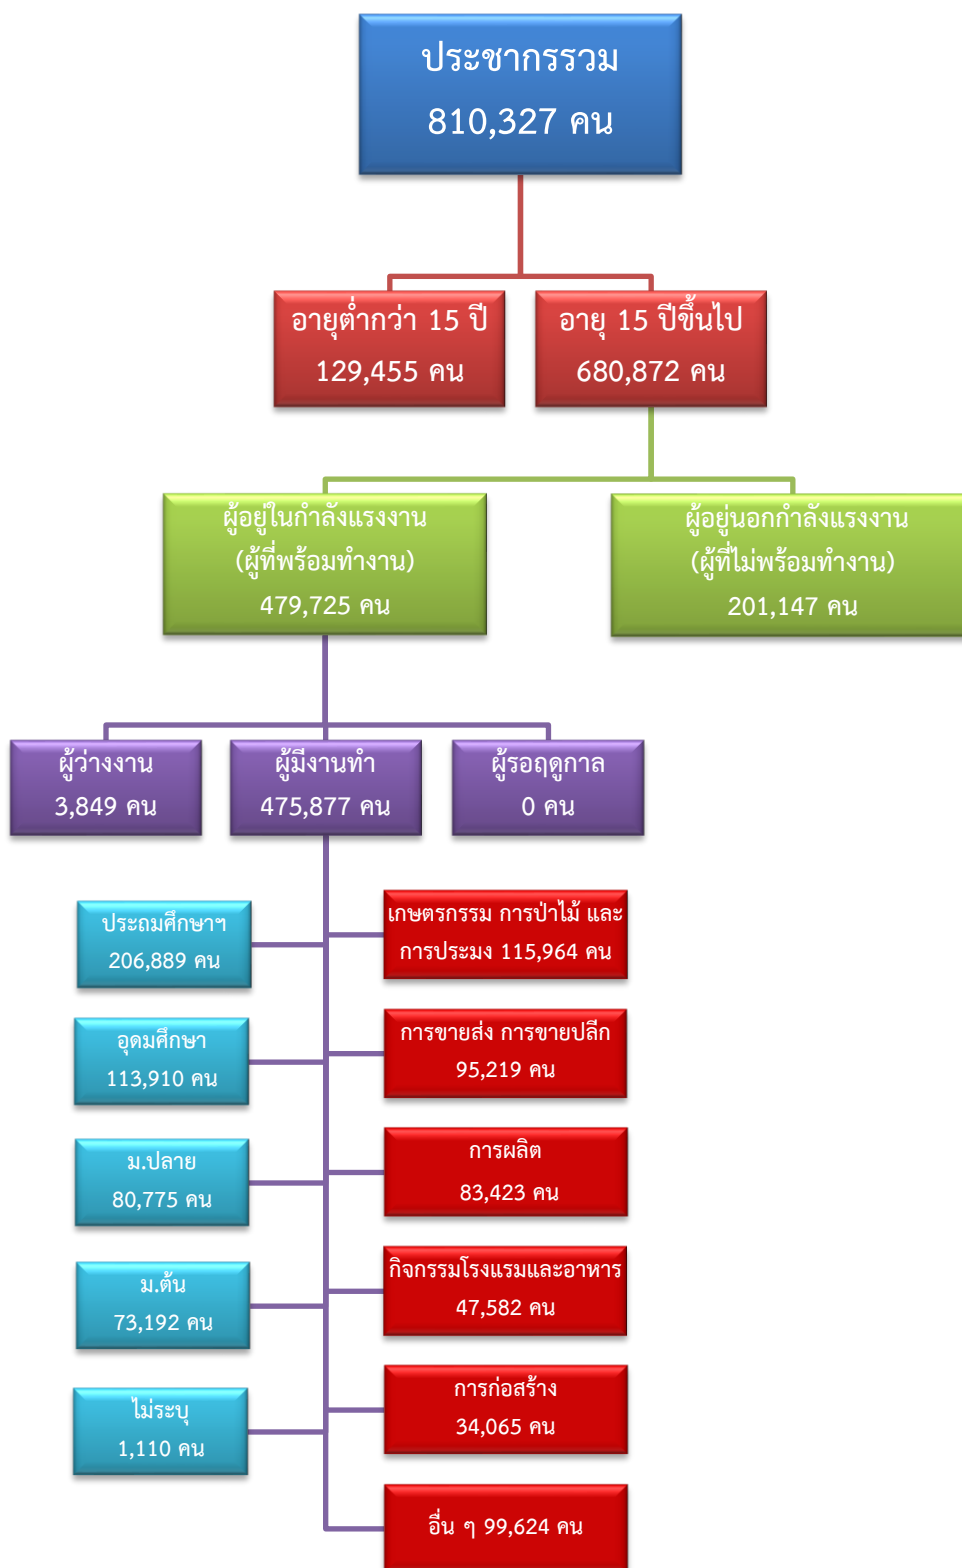 ประชากรรวม
810,327 คน
อายุต่ำกว่า 15 ปี
129,455 คน
อายุ 15 ปีขึ้นไป
680,872 คน
ผู้อยู่ในกำลังแรงงาน
(ผู้ที่พร้อมทำงาน)
479,725 คน
ผู้อยู่นอกกำลังแรงงาน
(ผู้ที่ไม่พร้อมทำงาน)
201,147 คน
ผู้ว่างงาน
3,849 คน
ผู้มีงานทำ
475,877 คน
ผู้รอฤดูกาล
0 คน
ประถมศึกษาฯ
206,889 คน
อุดมศึกษา
113,910 คน
ม.ปลาย
80,775 คน
ม.ต้น
73,192 คน
ไม่ระบุ
1,110 คน
เกษตรกรรม การป่าไม้ และ
การประมง 115,964 คน
การขายส่ง การขายปลีก
95,219 คน
การผลิต
83,423 คน
กิจกรรมโรงแรมและอาหาร
47,582 คน
การก่อสร้าง
34,065 คน
อื่น ๆ 99,624 คน